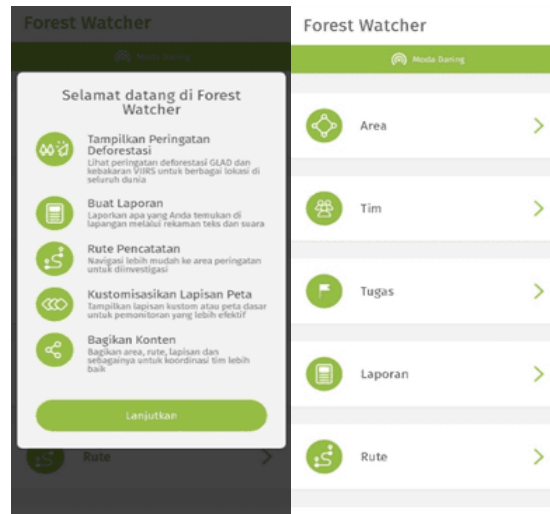 Forest Watcher
Moda Daring
Selamat datang di Forest
Watcher
Tampilkan Peringatan
Deforestasi
Lihat peringatan deforestasi GLAD dan
kebakaran VIIRS untuk berbagai lokasi di
seluruh dunia
Buat Laporan
Laporkan apa yang Anda temukan di
lapangan melalui rekaman teks dan suara
Rute Pencatatan
Navigasi lebih mudah ke area peringatan
untuk diinvestigasi
Kustomisasikan Lapisan Peta
Tampilkan lapisan kustom atau peta dasar
untuk pemonitoran yang lebih efektif
Bagikan Konten
Bagikan area, rute, lapisan dan
sebagainya untuk koordinasi tim lebih
baik
Lanjutkan
Rute
Forest Watcher
Moda Daring
Area
Tim
Tugas
Laporan
Rute